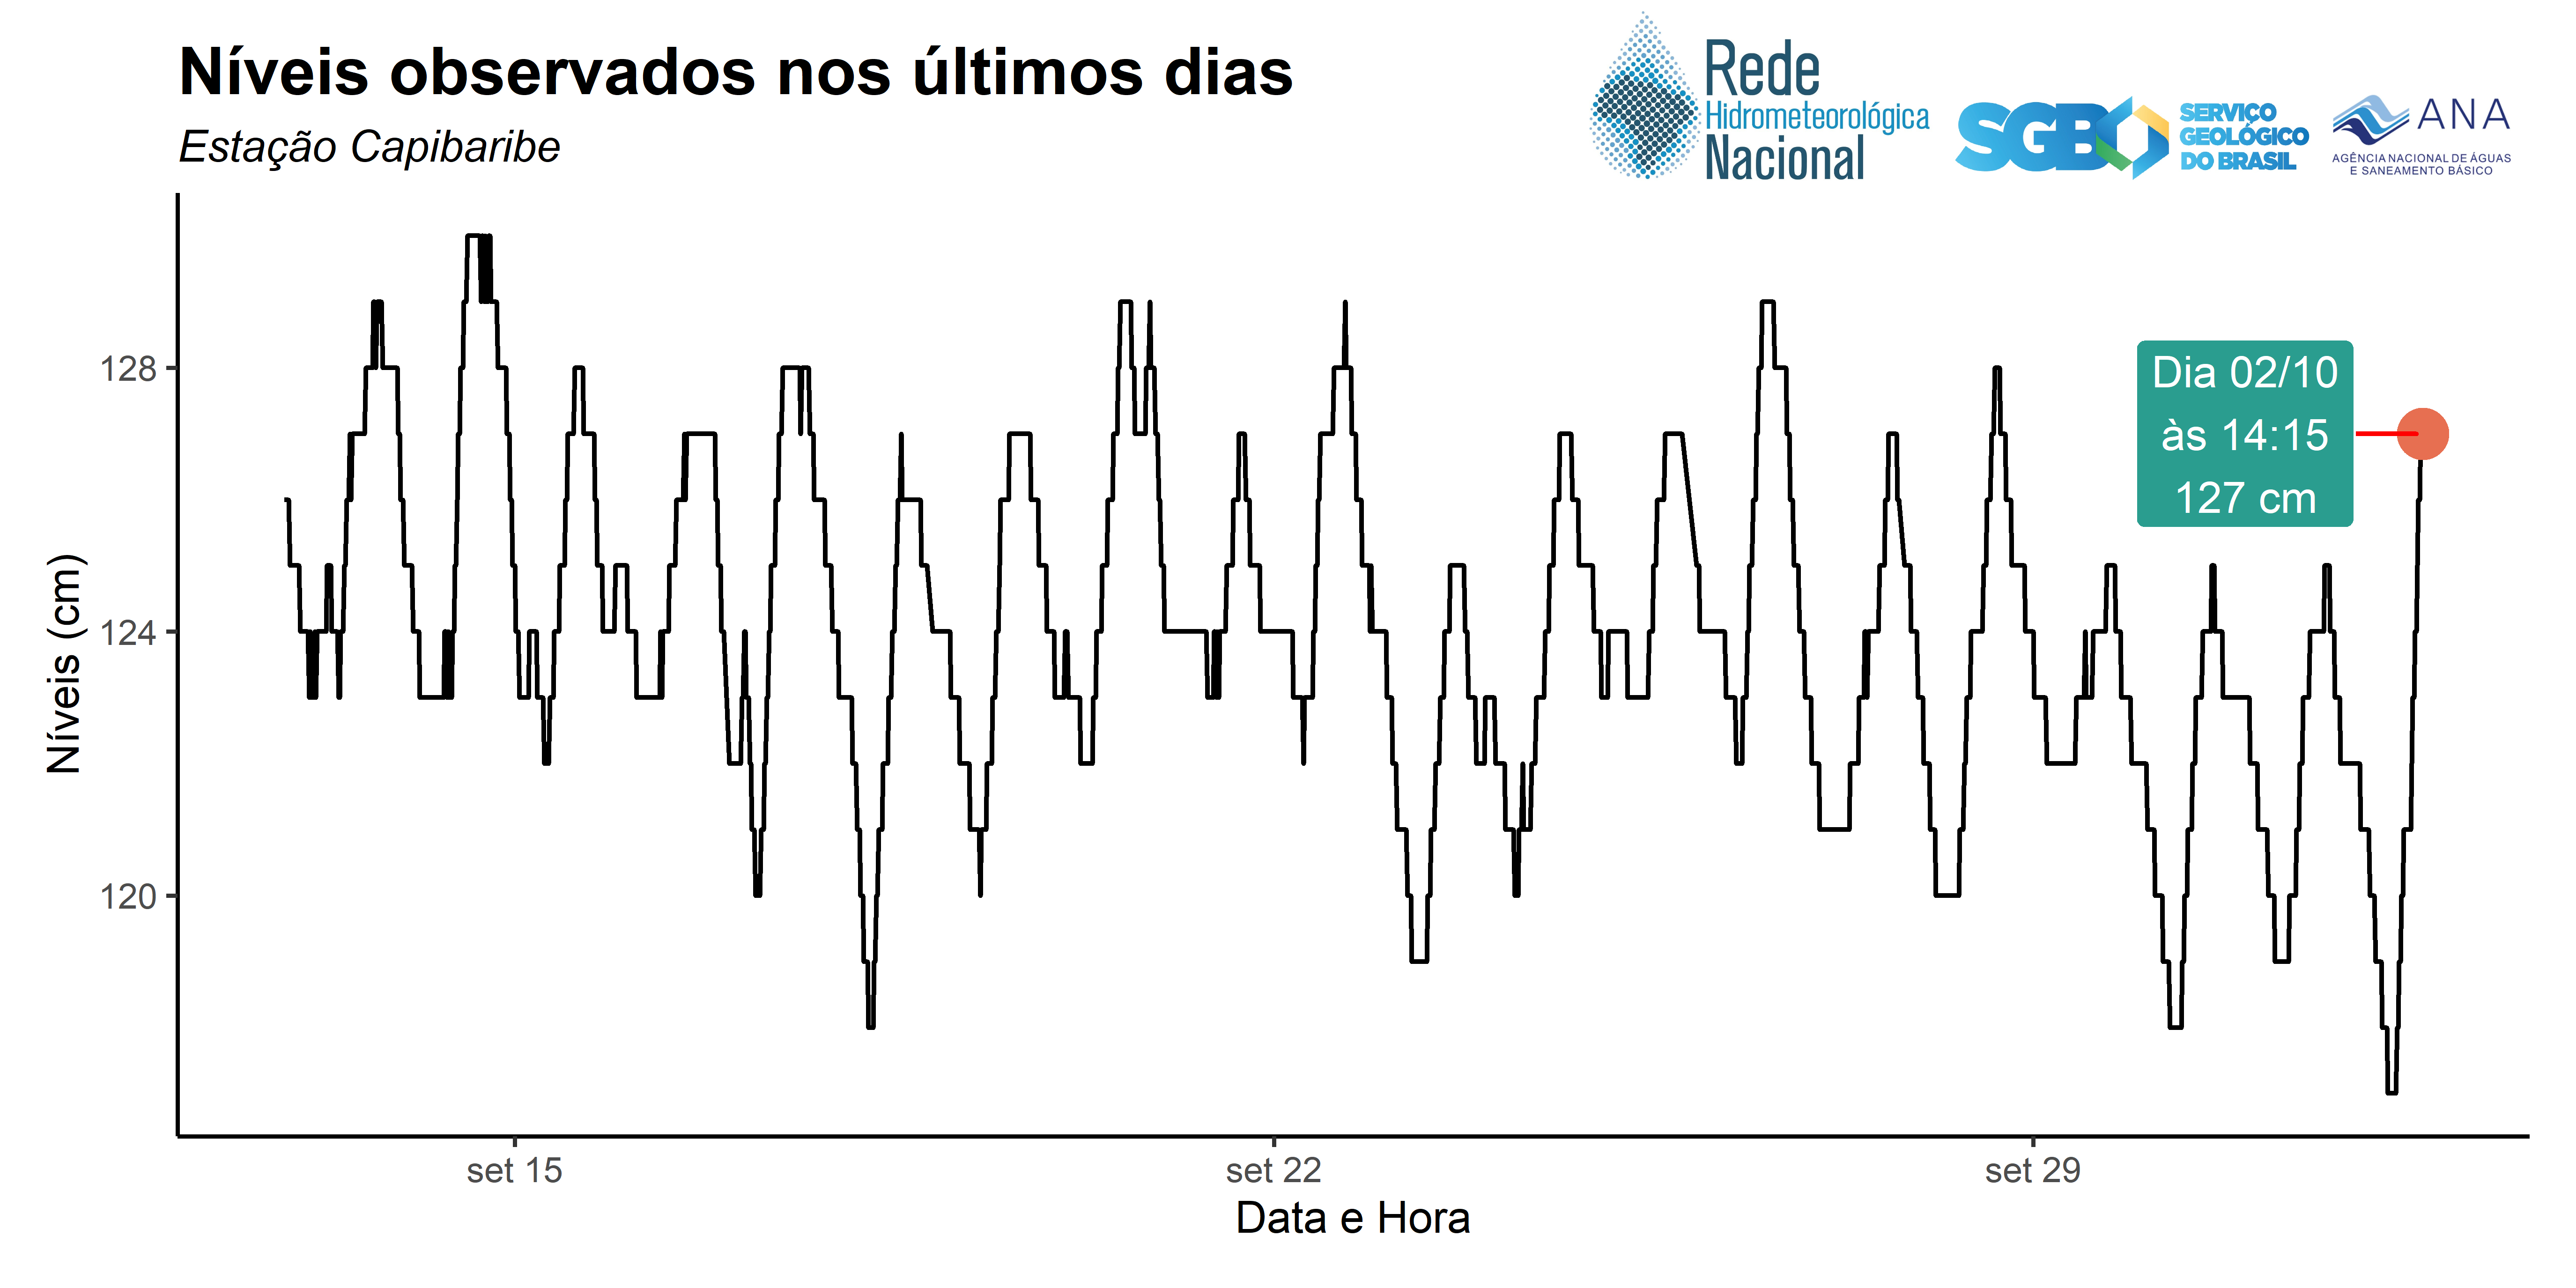 Níveis observados nos últimos dias
Estação Capibaribe
Rede
Hidrometeorológica
Nacional
SGB
SERVIÇO
GEOLÓGICO
DO BRASIL
ANA
AGÊNCIA NACIONAL DE ÁGUAS
E SANEAMENTO BÁSICO
Níveis (cm)
128
124
120
Dia 02/10
às 14:15
127 cm
set 15
set 22
set 29
Data e Hora